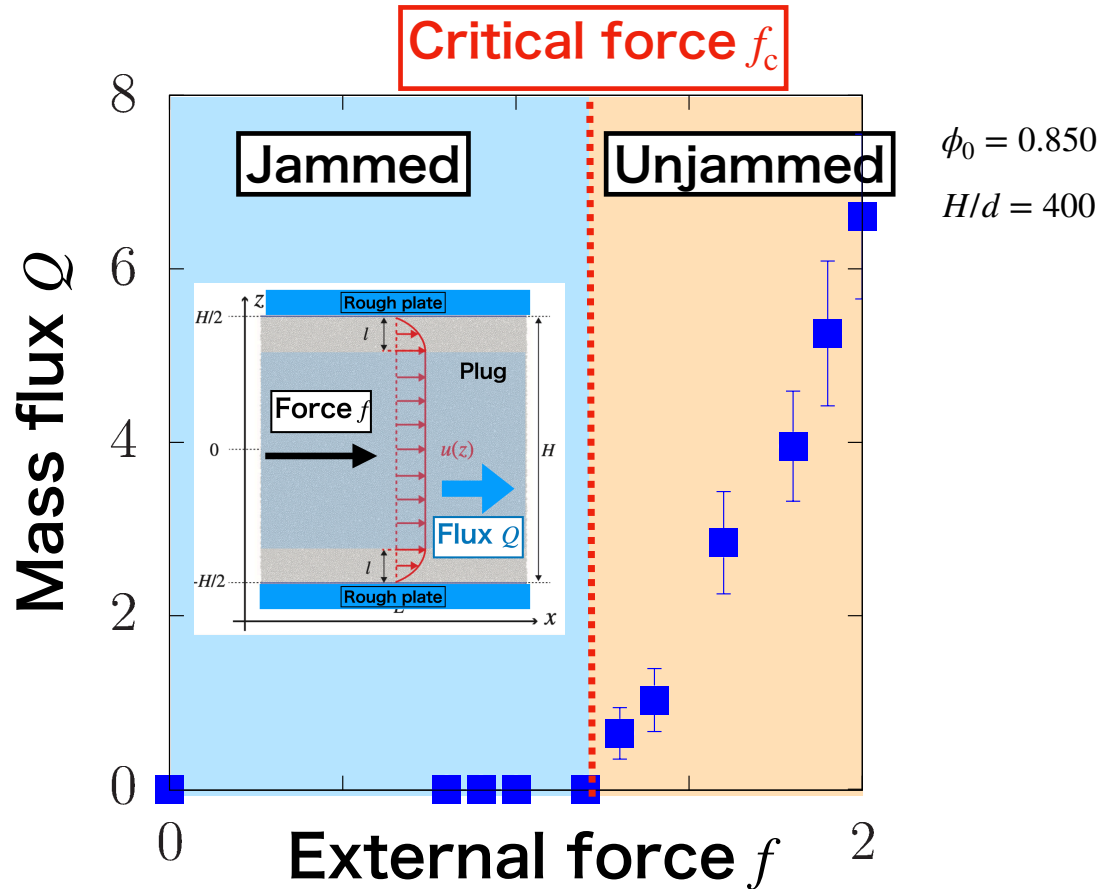 Critical force f_c
8
Jammed
Unjammed
ϕ₀ = 0.850
H/d = 400
6
4
2
0
Mass flux Q
z
Rough plate
H/2
l
Plug
Force f
0
u(z)
H
Flux Q
l
-H/2
Rough plate
x
0
External force f
2